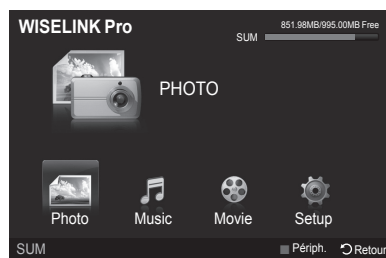 WISELINK Pro
851.98MB/995.00MB Free
SUM
PHOTO
Photo Music Movie Setup
SUM Périph. Retour